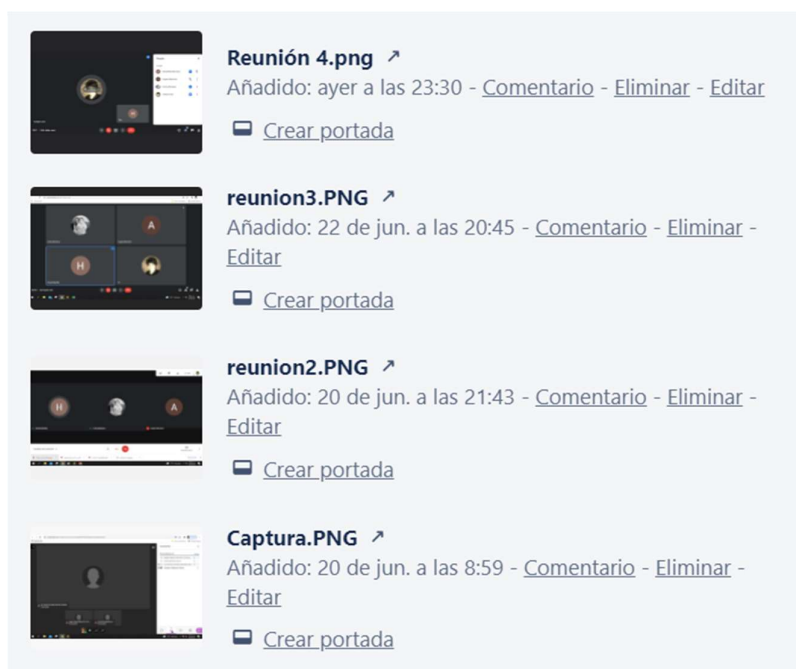 Reunión 4.png ↗
Añadido: ayer a las 23:30 - Comentario - Eliminar - Editar
Crear portada
reunion3.PNG ↗
Añadido: 22 de jun. a las 20:45 - Comentario - Eliminar -
Editar
Crear portada
A
H
reunion2.PNG ↗
Añadido: 20 de jun. a las 21:43 - Comentario - Eliminar -
Editar
Crear portada
H
A
Captura.PNG ↗
Añadido: 20 de jun. a las 8:59 - Comentario - Eliminar -
Editar
Crear portada